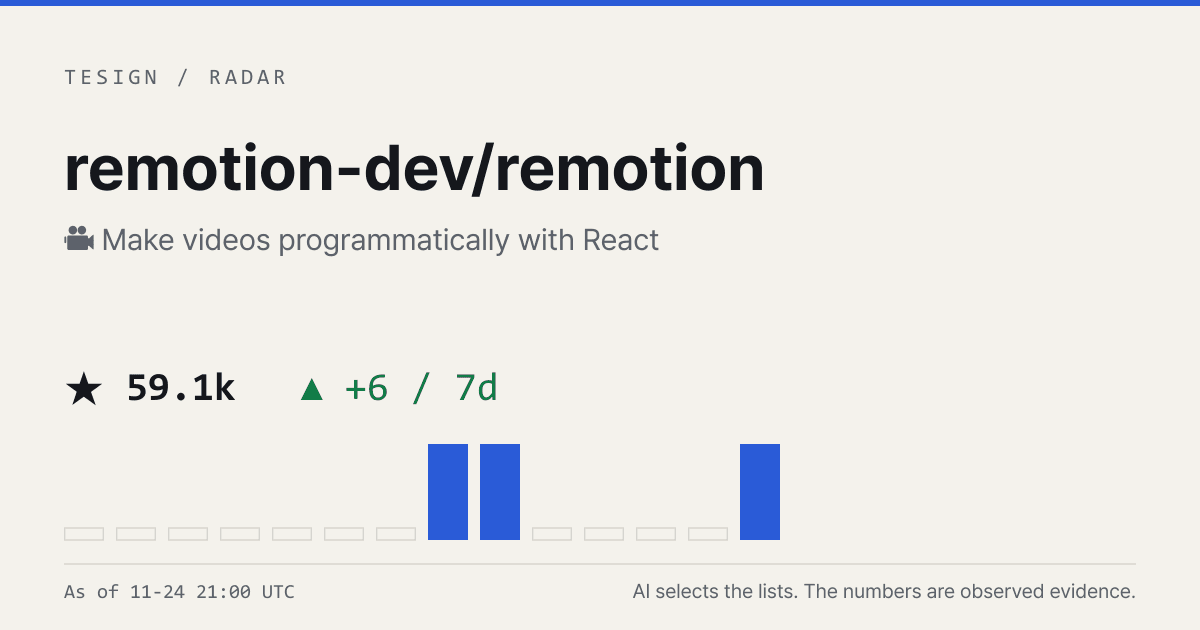 TESIGN / RADAR
remotion-dev/remotion
🎥 Make videos programmatically with React
★ 59.1k ▲ +6 / 7d
As of 11-24 21:00 UTC
AI selects the lists. The numbers are observed evidence.